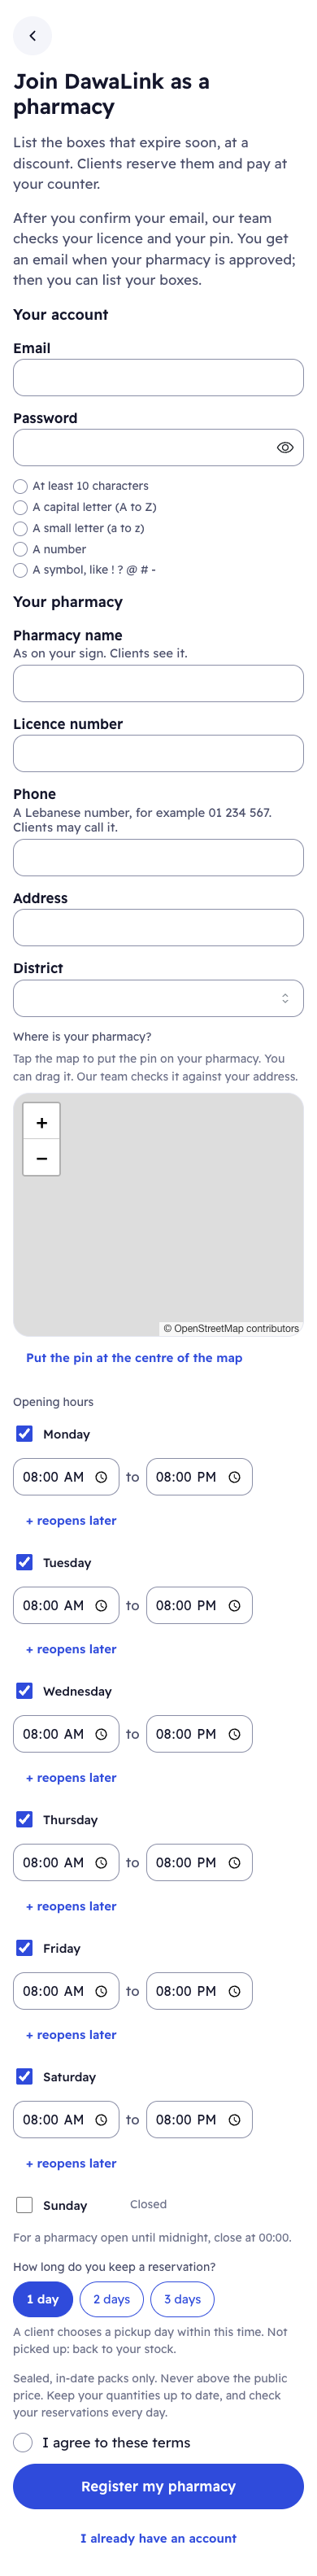 Join DawaLink as a
pharmacy
List the boxes that expire soon, at a
discount. Clients reserve them and pay at
your counter.
After you confirm your email, our team
checks your licence and your pin. You get
an email when your pharmacy is approved;
then you can list your boxes.
Your account
Email
Password
At least 10 characters
A capital letter (A to Z)
A small letter (a to z)
A number
A symbol, like ! ? @ # -
Your pharmacy
Pharmacy name
As on your sign. Clients see it.
Licence number
Phone
A Lebanese number, for example 01 234 567.
Clients may call it.
Address
District
Where is your pharmacy?
Tap the map to put the pin on your pharmacy. You
can drag it. Our team checks it against your address.
+
−
© OpenStreetMap contributors
Put the pin at the centre of the map
Opening hours
Monday
08:00 AM to 08:00 PM
+ reopens later
Tuesday
08:00 AM to 08:00 PM
+ reopens later
Wednesday
08:00 AM to 08:00 PM
+ reopens later
Thursday
08:00 AM to 08:00 PM
+ reopens later
Friday
08:00 AM to 08:00 PM
+ reopens later
Saturday
08:00 AM to 08:00 PM
+ reopens later
Sunday Closed
For a pharmacy open until midnight, close at 00:00.
How long do you keep a reservation?
1 day 2 days 3 days
A client chooses a pickup day within this time. Not
picked up: back to your stock.
Sealed, in-date packs only. Never above the public
price. Keep your quantities up to date, and check
your reservations every day.
I agree to these terms
Register my pharmacy
I already have an account